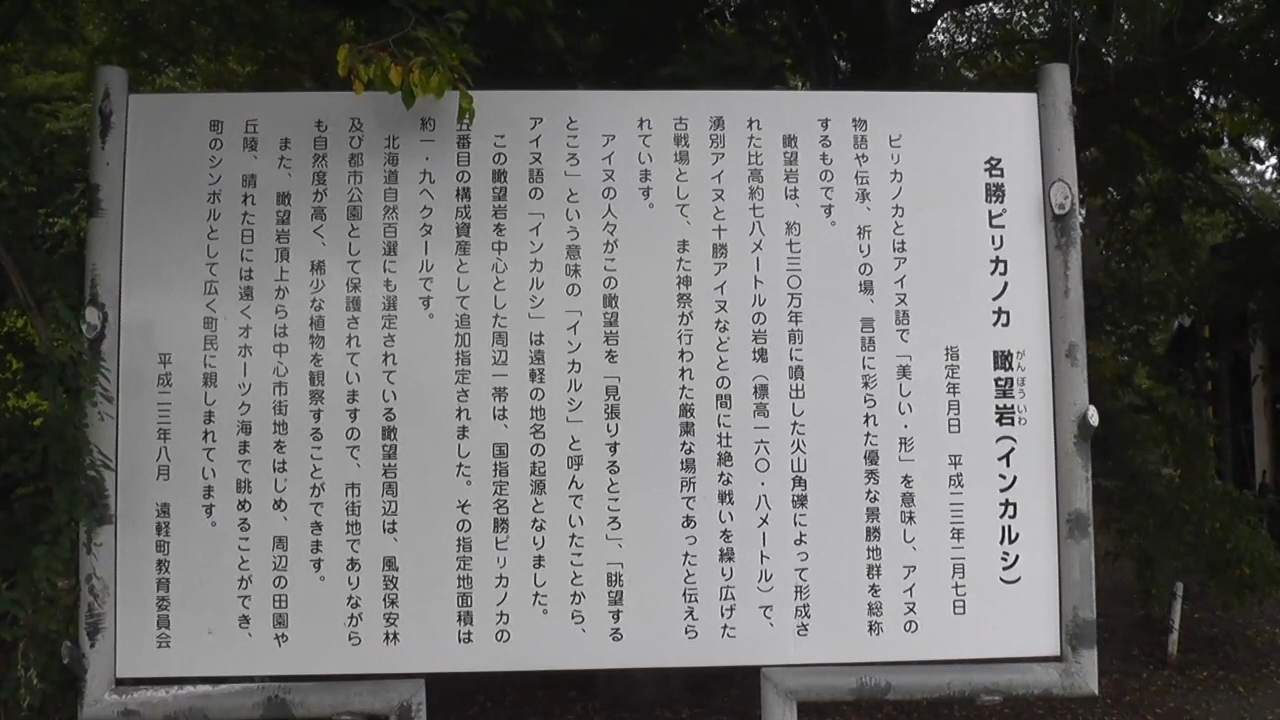 名勝ピリカノカ　瞰望岩（インカルシ）
がんぼういわ
指定年月日　平成二三年二月七日
ピリカノカとはアイヌ語で「美しい・形」を意味し、アイヌの
物語や伝承、祈りの場、言語に彩られた優秀な景勝地群を総称
するものです。
瞰望岩は、約七三〇万年前に噴出した火山角礫によって形成さ
れた比高約七八メートルの岩塊（標高一六〇・八メートル）で、
湧別アイヌと十勝アイヌなどとの間に壮絶な戦いを繰り広げた
古戦場として、また神祭が行われた厳粛な場所であったと伝えら
れています。
アイヌの人々がこの瞰望岩を「見張りするところ」、「眺望する
ところ」という意味の「インカルシ」と呼んでいたことから、
アイヌ語の「インカルシ」は遠軽の地名の起源となりました。
この瞰望岩を中心とした周辺一帯は、国指定名勝ピリカノカの
五番目の構成資産として追加指定されました。その指定地面積は
約一・九ヘクタールです。
北海道自然百選にも選定されている瞰望岩周辺は、風致保安林
及び都市公園として保護されていますので、市街地でありながら
も自然度が高く、稀少な植物を観察することができます。
また、瞰望岩頂上からは中心市街地をはじめ、周辺の田園や
丘陵、晴れた日には遠くオホーツク海まで眺めることができ、
町のシンボルとして広く町民に親しまれています。
平成二三年八月　遠軽町教育委員会